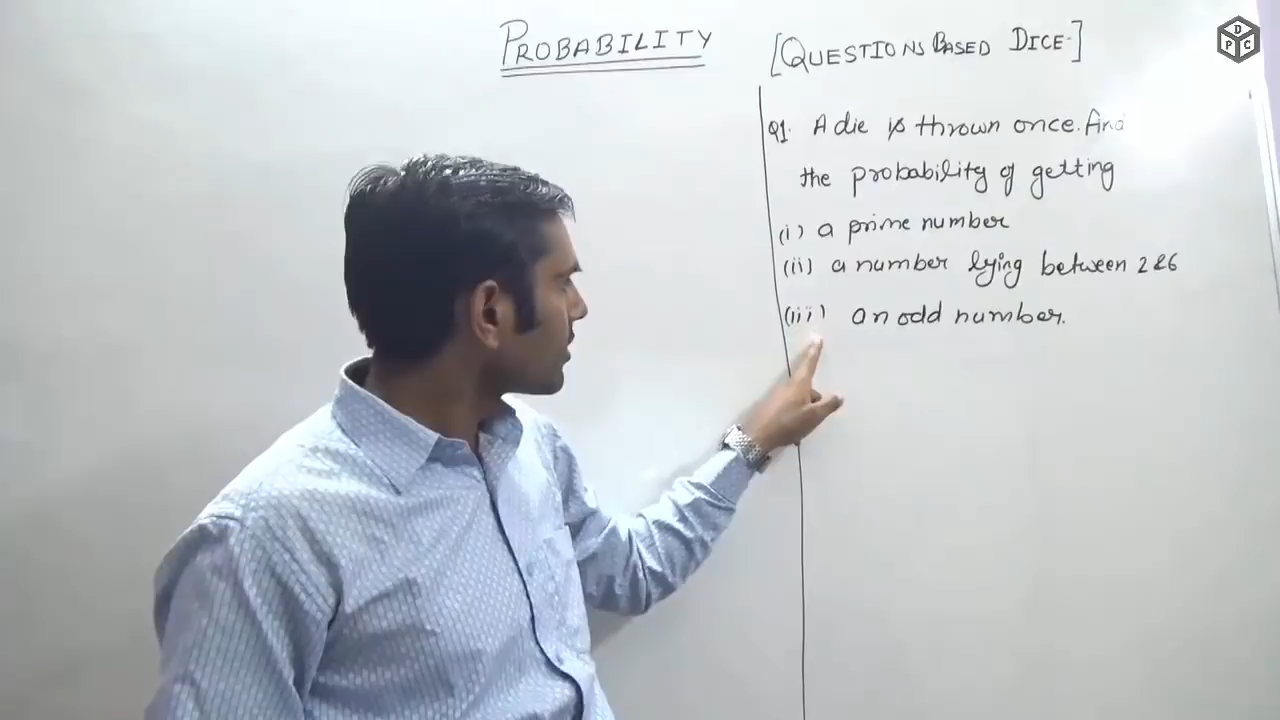 PROBABILITY [QUESTIONS BASED DICE-]
Q1. A die is thrown once. And
the probability of getting
(i) a prime number
(ii) a number lying between 2&6
(iii) an odd number.
D
P C